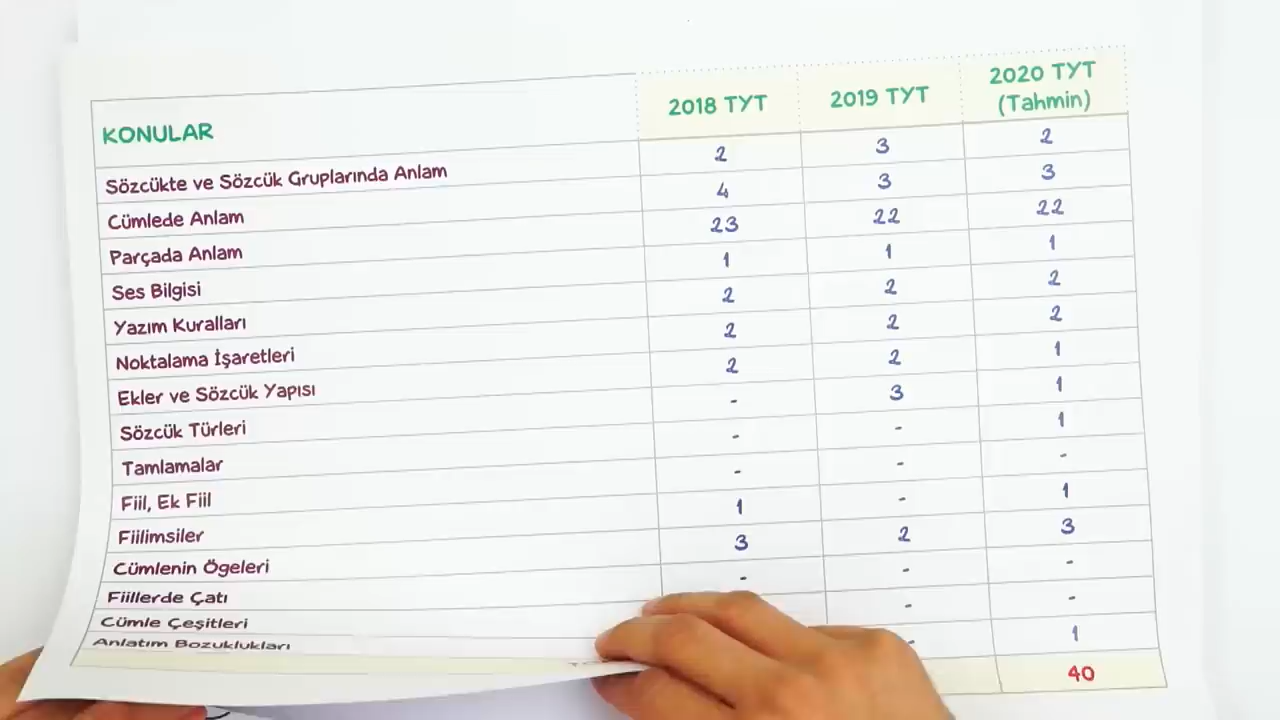 KONULAR 2018 TYT 2019 TYT 2020 TYT (Tahmin)
Sözcükte ve Sözcük Gruplarında Anlam 2 3 2
Cümlede Anlam 4 3 3
Parçada Anlam 23 22 22
Ses Bilgisi 1 1 1
Yazım Kuralları 2 2 2
Noktalama İşaretleri 2 2 2
Ekler ve Sözcük Yapısı 2 2 1
Sözcük Türleri - 3 1
Tamlamalar - - 1
Fiil, Ek Fiil - - -
Fiilimsiler 1 - 1
Cümlenin Ögeleri 3 2 3
Fiillerde Çatı - - -
Cümle Çeşitleri - -
Anlatım Bozuklukları - 1
40